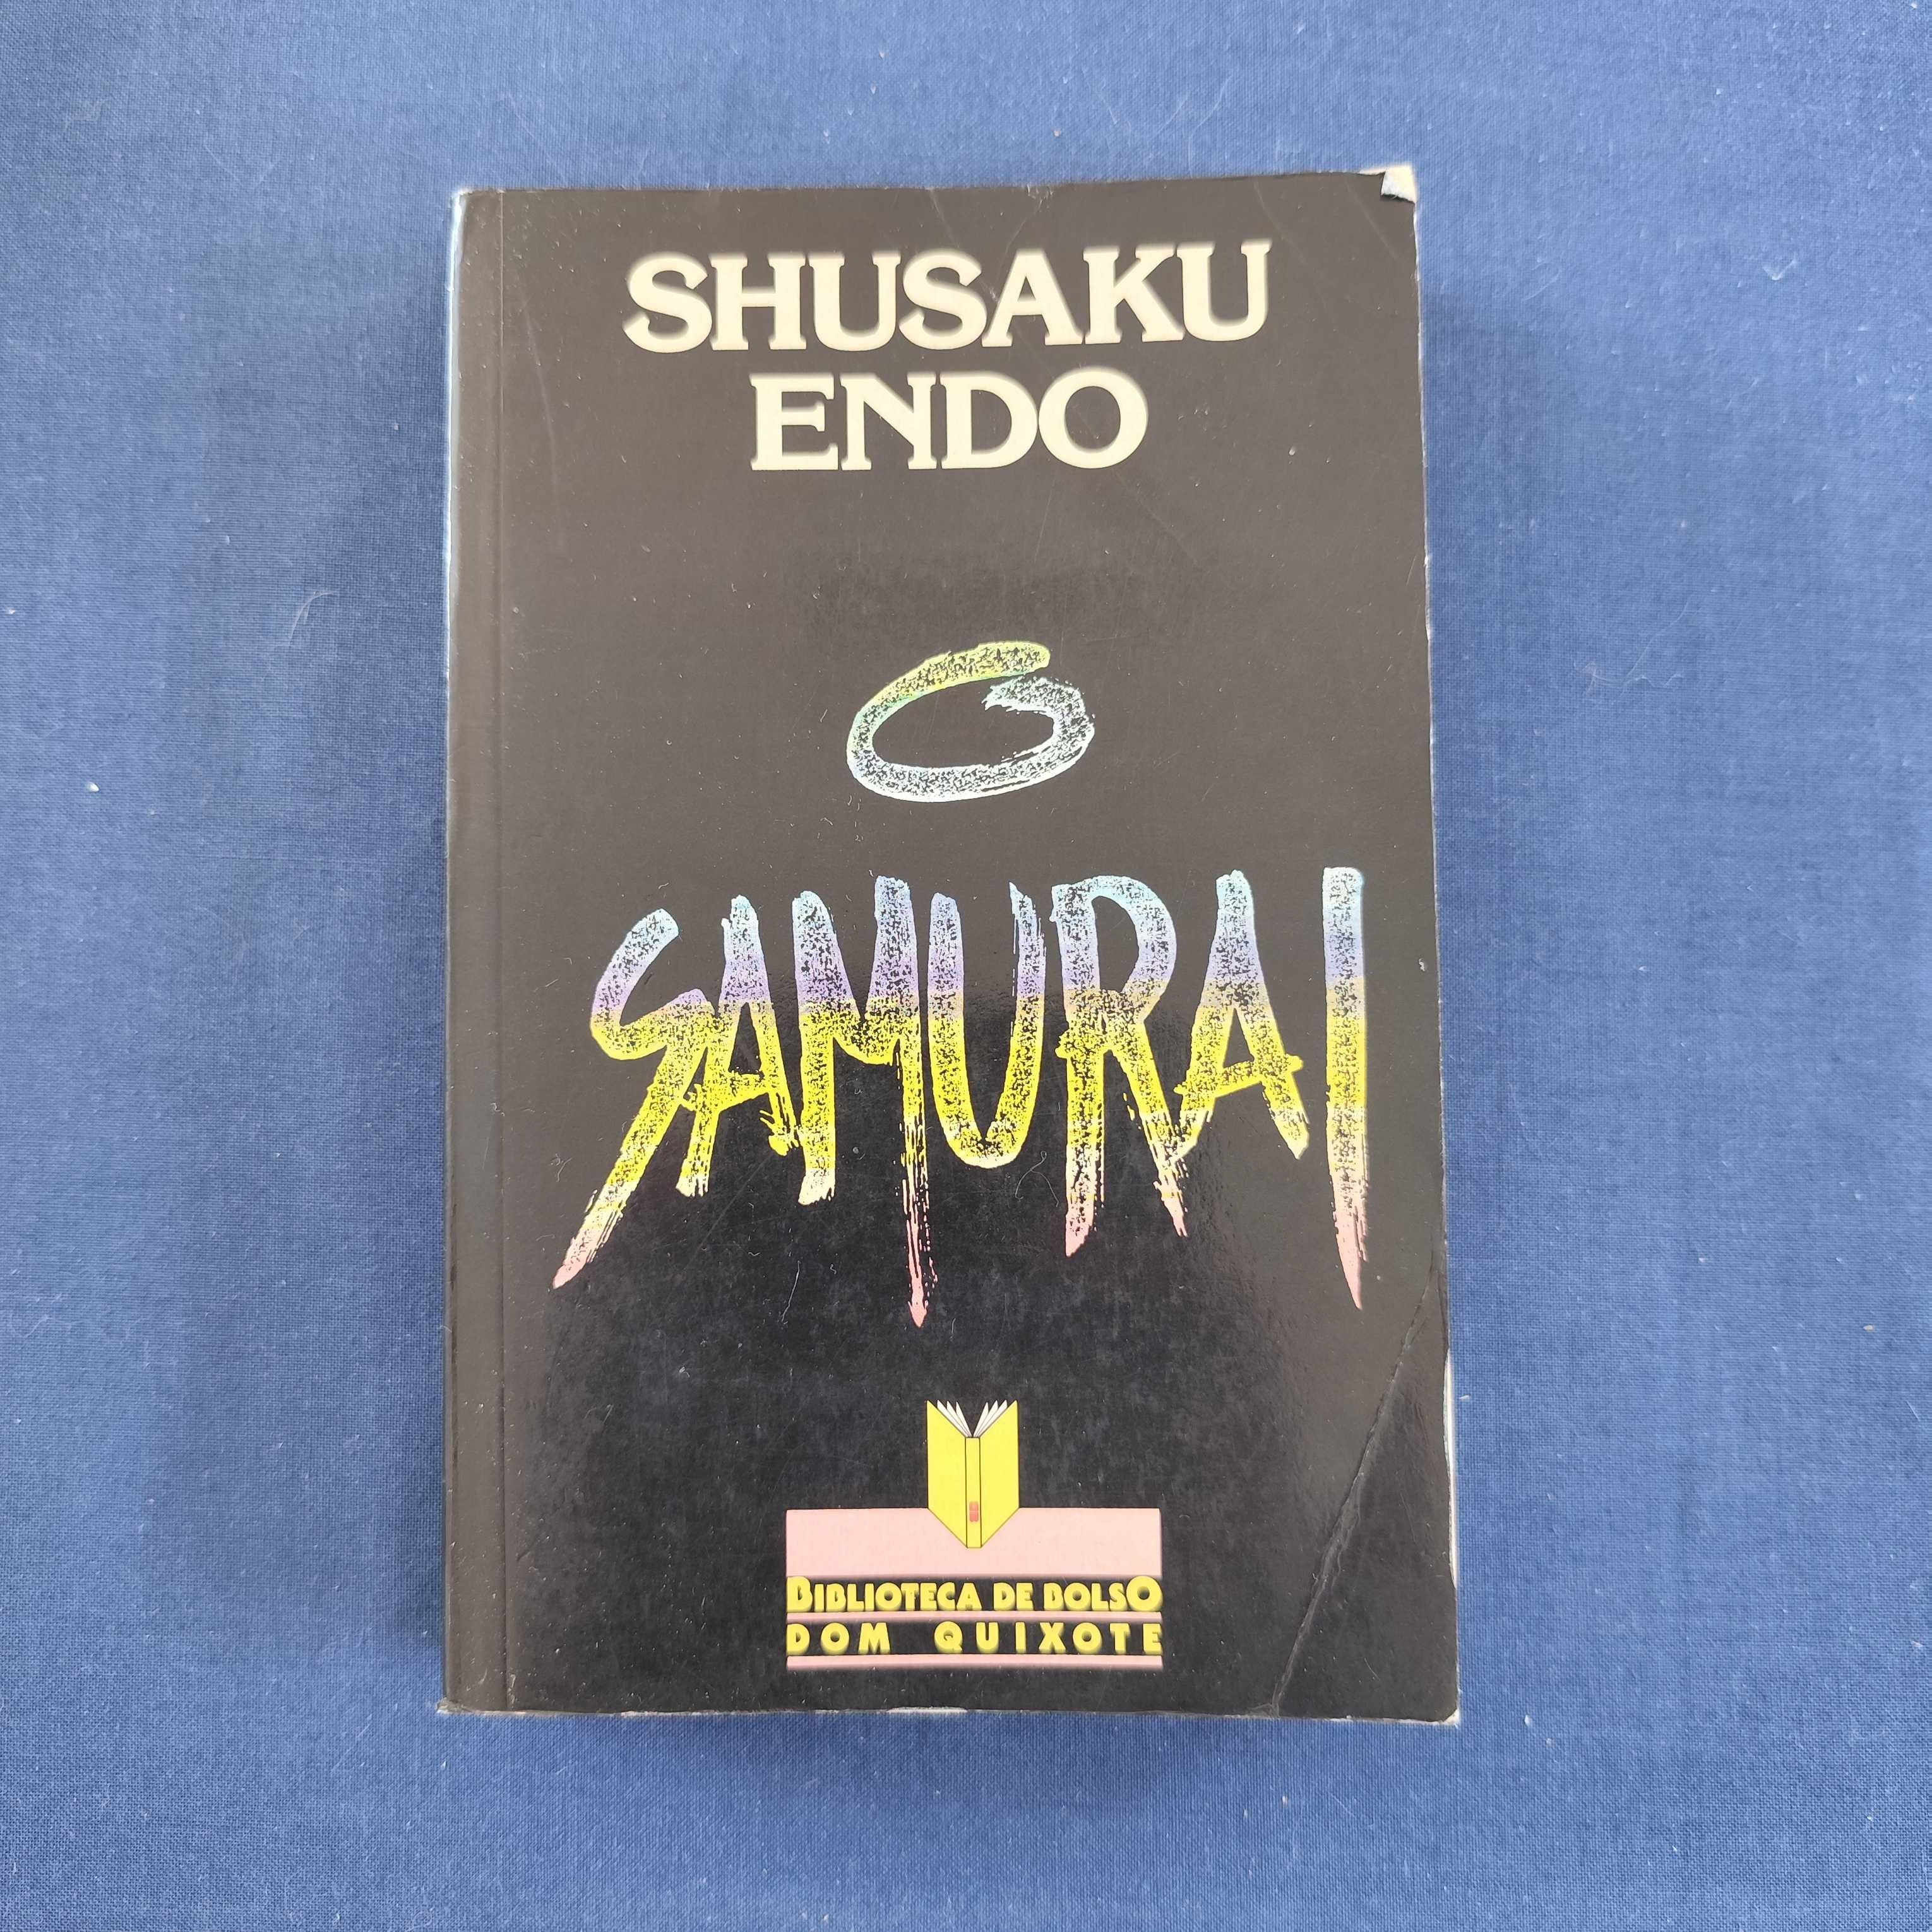 SHUSAKU
ENDO
O
SAMURAI
BIBLIOTECA DE BOLSO
DOM QUIXOTE